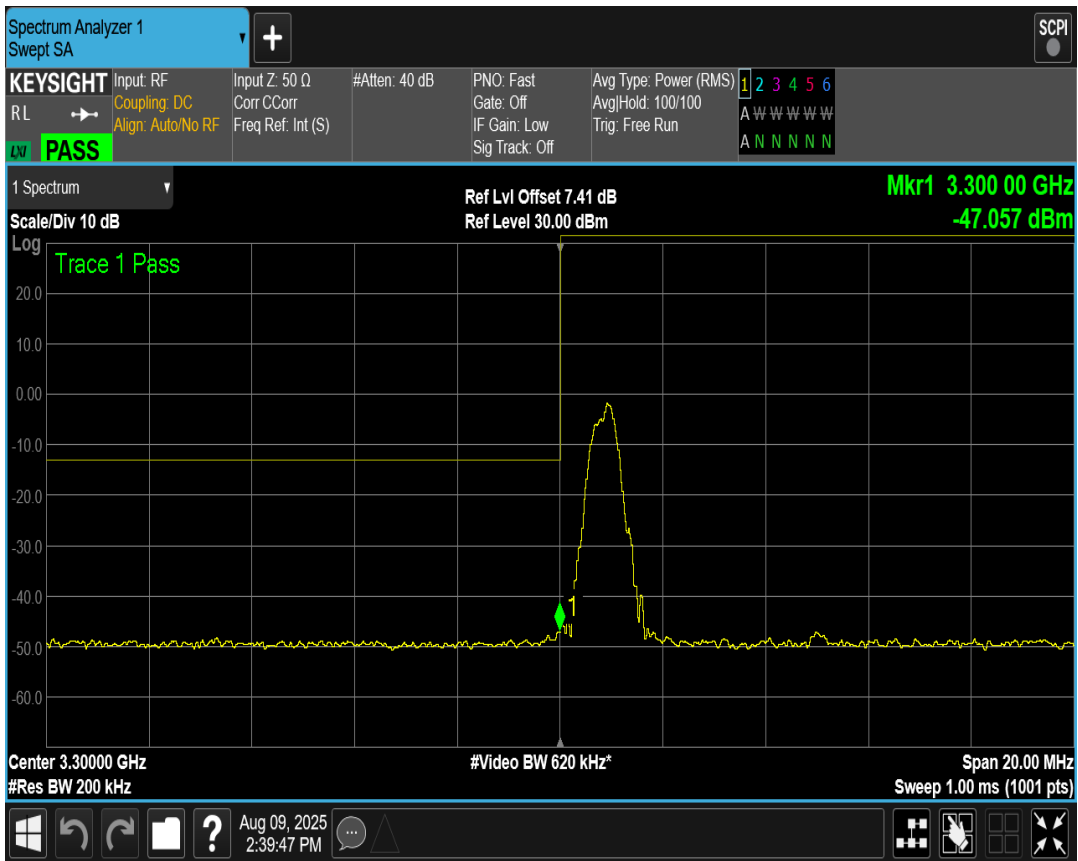 Spectrum Analyzer 1
Swept SA
+
SCPI
KEYSIGHT
R L
LXI PASS
Input: RF
Coupling: DC
Align: Auto/No RF
Input Z: 50 Ω
Corr CCorr
Freq Ref: Int (S)
#Atten: 40 dB
PNO: Fast
Gate: Off
IF Gain: Low
Sig Track: Off
Avg Type: Power (RMS)
Avg|Hold: 100/100
Trig: Free Run
1 2 3 4 5 6
A W W W W W
A N N N N N
1 Spectrum
Scale/Div 10 dB
Ref Lvl Offset 7.41 dB
Ref Level 30.00 dBm
Mkr1 3.300 00 GHz
-47.057 dBm
Log
Trace 1 Pass
20.0
10.0
0.00
-10.0
-20.0
-30.0
-40.0
-50.0
-60.0
Center 3.30000 GHz
#Res BW 200 kHz
#Video BW 620 kHz*
Span 20.00 MHz
Sweep 1.00 ms (1001 pts)
?
Aug 09, 2025
2:39:47 PM